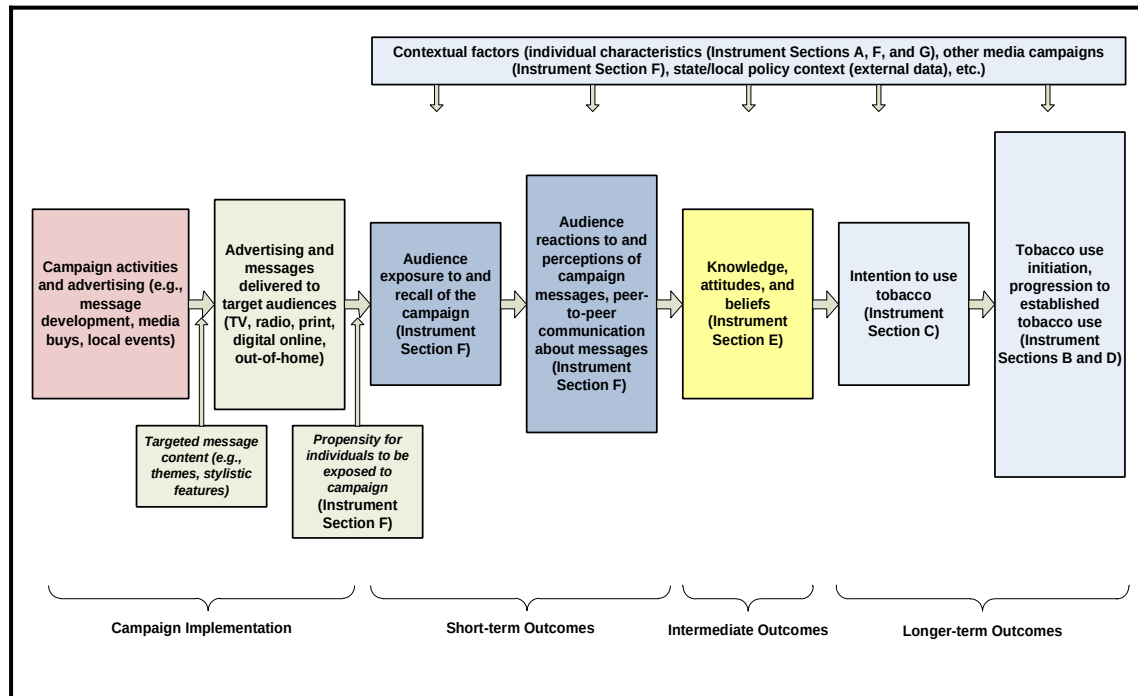 Contextual factors (individual characteristics (Instrument Sections A, F, and G), other media campaigns
(Instrument Section F), state/local policy context (external data), etc.)
Campaign activities
and advertising (e.g.,
message
development, media
buys, local events)
Advertising and
messages
delivered to
target audiences
(TV, radio, print,
digital online,
out-of-home)
Audience
exposure to and
recall of the
campaign
(Instrument
Section F)
Audience
reactions to and
perceptions of
campaign
messages, peer-
to-peer
communication
about messages
(Instrument
Section F)
Knowledge,
attitudes, and
beliefs
(Instrument
Section E)
Intention to use
tobacco
(Instrument
Section C)
Tobacco use
initiation,
progression to
established
tobacco use
(Instrument
Sections B and D)
Targeted message
content (e.g.,
themes, stylistic
features)
Propensity for
individuals to be
exposed to
campaign
(Instrument
Section F)
Campaign Implementation
Short-term Outcomes
Intermediate Outcomes
Longer-term Outcomes